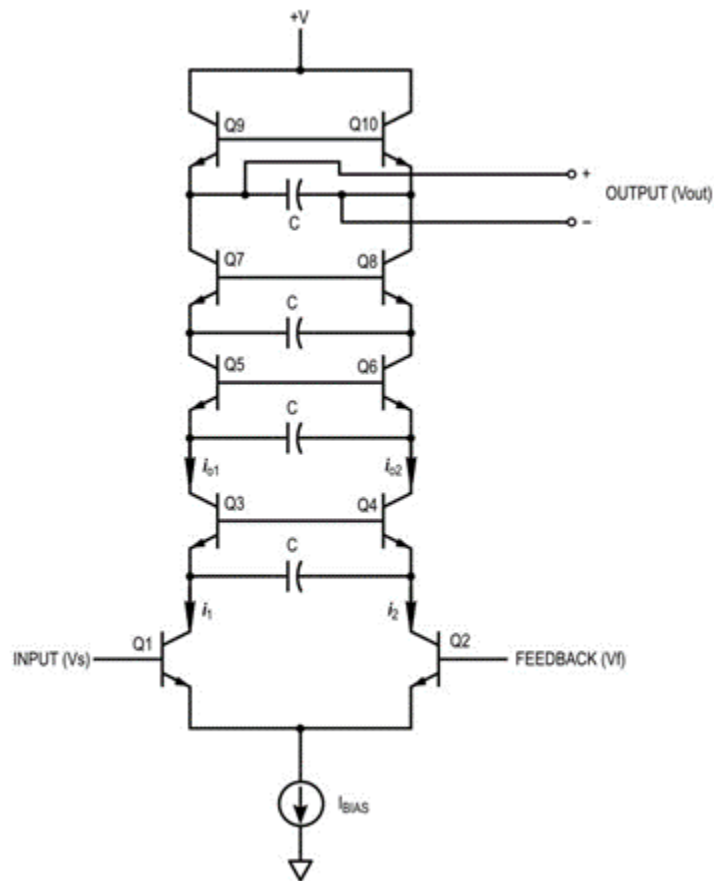 +V
Q9 Q10
+
OUTPUT (Vout)
C
–
Q7 Q8
C
Q5 Q6
C
io1 io2
Q3 Q4
C
i1 i2
Q1 Q2
INPUT (Vs) FEEDBACK (Vf)
IBIAS